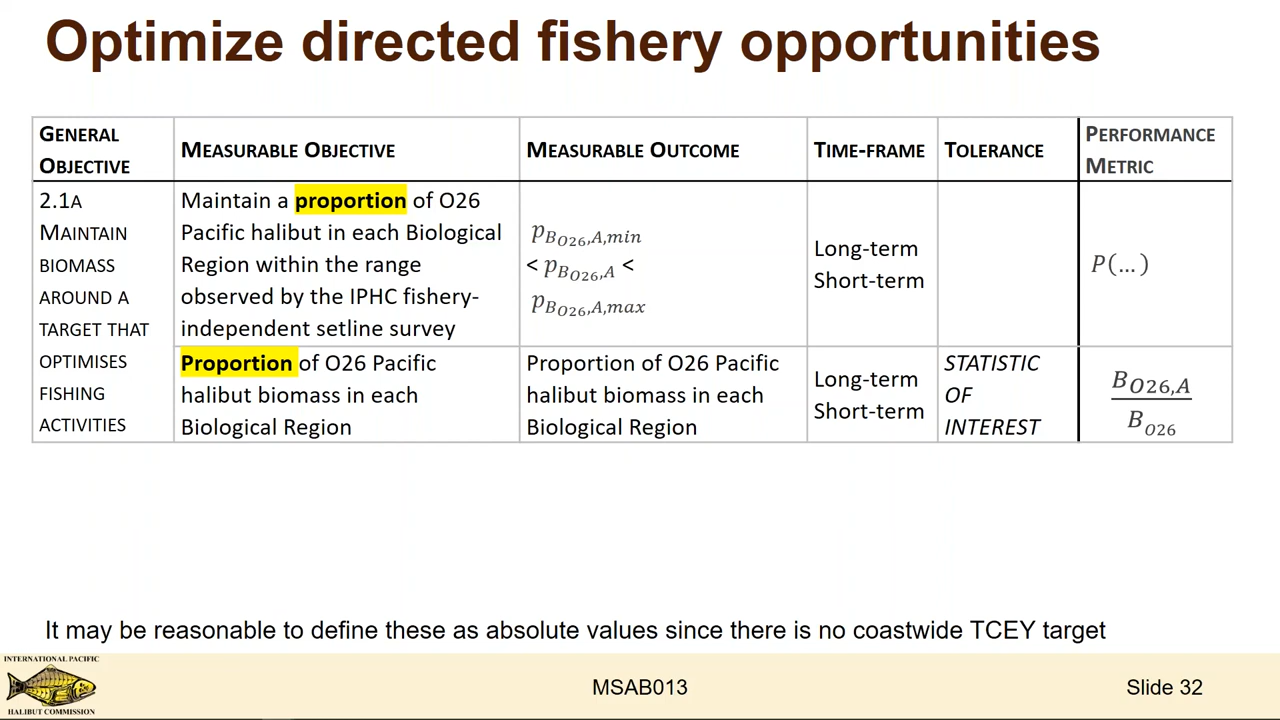 Optimize directed fishery opportunities
GENERAL
OBJECTIVE
MEASURABLE OBJECTIVE
MEASURABLE OUTCOME
TIME-FRAME
TOLERANCE
PERFORMANCE
METRIC
2.1A
MAINTAIN
BIOMASS
AROUND A
TARGET THAT
OPTIMISES
FISHING
ACTIVITIES
Maintain a proportion of O26
Pacific halibut in each Biological
Region within the range
observed by the IPHC fishery-
independent setline survey
p_{B_{O26},A,min}
< p_{B_{O26},A} <
p_{B_{O26},A,max}
Long-term
Short-term
P(…)
Proportion of O26 Pacific
halibut biomass in each
Biological Region
Proportion of O26 Pacific
halibut biomass in each
Biological Region
Long-term
Short-term
STATISTIC
OF
INTEREST
B_{O26,A}
B_{O26}
It may be reasonable to define these as absolute values since there is no coastwide TCEY target
INTERNATIONAL PACIFIC
HALIBUT COMMISSION
MSAB013
Slide 32